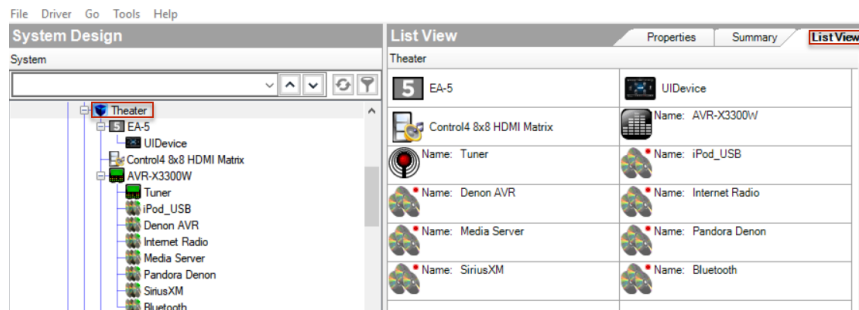 File Driver Go Tools Help
System Design
System
Theater
5 EA-5
UIDevice
Control4 8x8 HDMI Matrix
AVR-X3300W
Tuner
iPod_USB
Denon AVR
Internet Radio
Media Server
Pandora Denon
SiriusXM
Bluetooth
List View Properties Summary List View
Theater
5 EA-5 UIDevice
Control4 8x8 HDMI Matrix Name: AVR-X3300W
Name: Tuner Name: iPod_USB
Name: Denon AVR Name: Internet Radio
Name: Media Server Name: Pandora Denon
Name: SiriusXM Name: Bluetooth